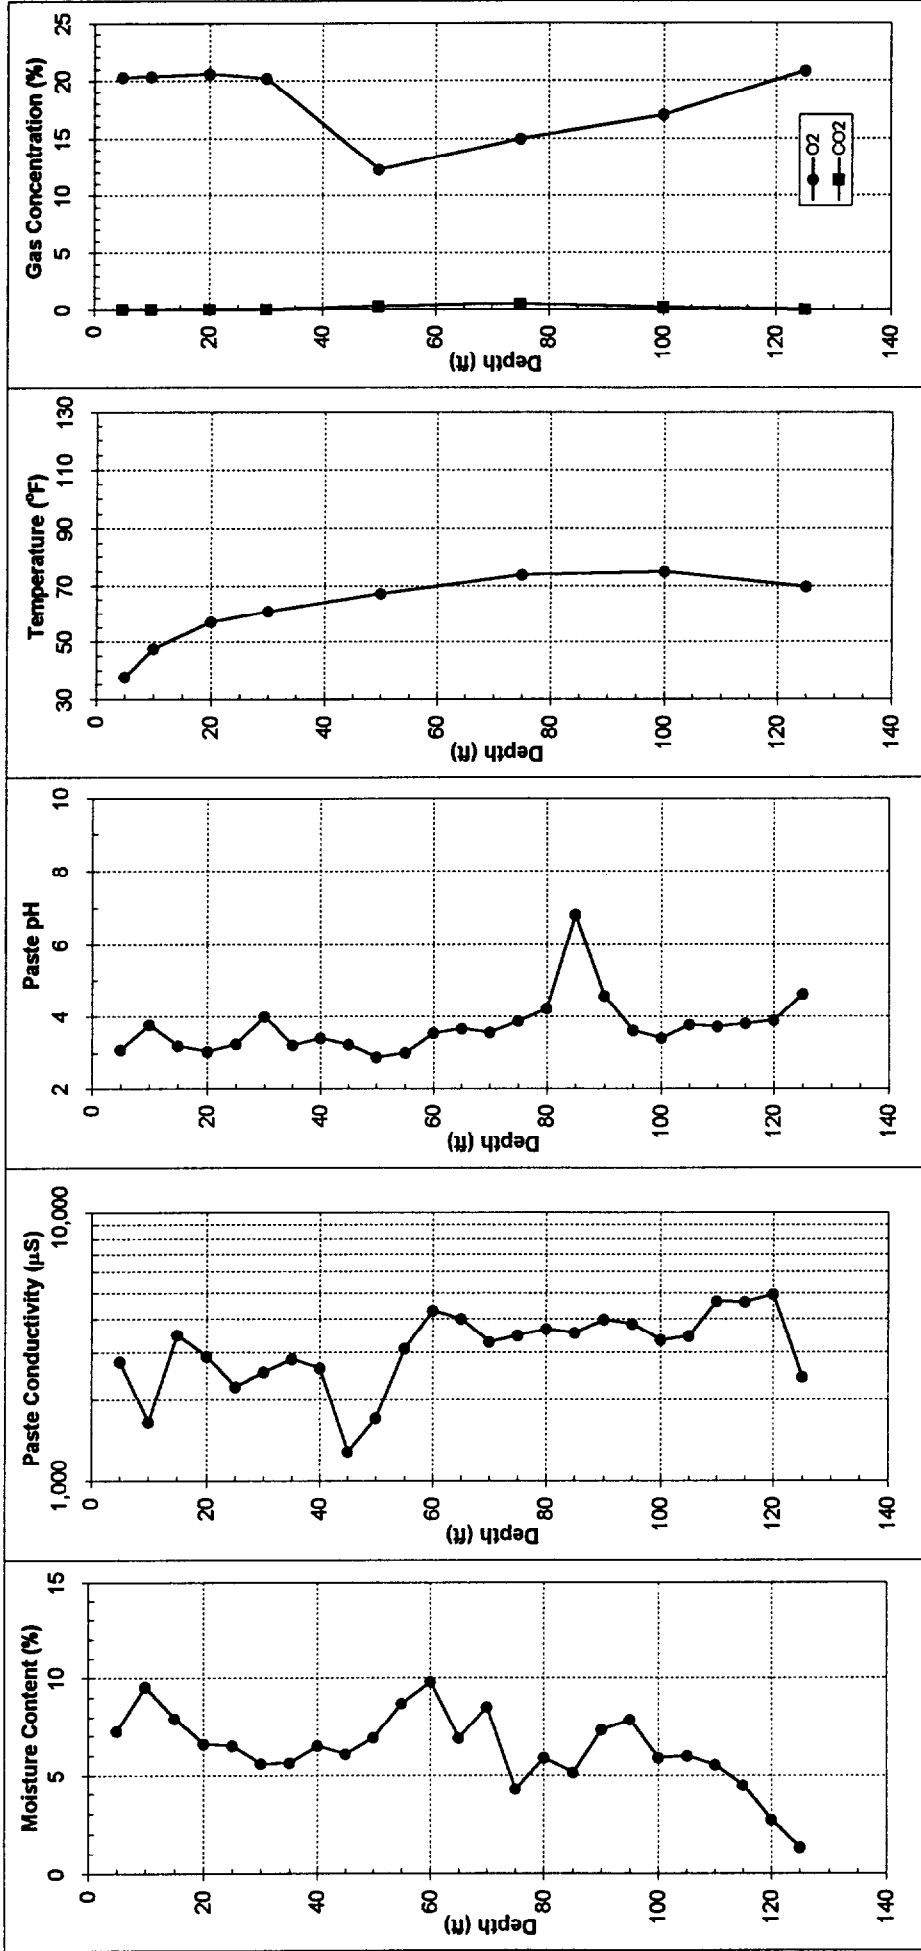 Moisture Content (%)
0 5 10 15
0
20
40
60
80
100
120
140
Depth (ft)
Paste Conductivity (µS)
1,000 10,000
0
20
40
60
80
100
120
140
Depth (ft)
Paste pH
2 4 6 8 10
0
20
40
60
80
100
120
140
Depth (ft)
Temperature (°F)
30 50 70 90 110 130
0
20
40
60
80
100
120
140
Depth (ft)
Gas Concentration (%)
0 5 10 15 20 25
0
20
40
60
80
100
120
140
Depth (ft)
O2
CO2